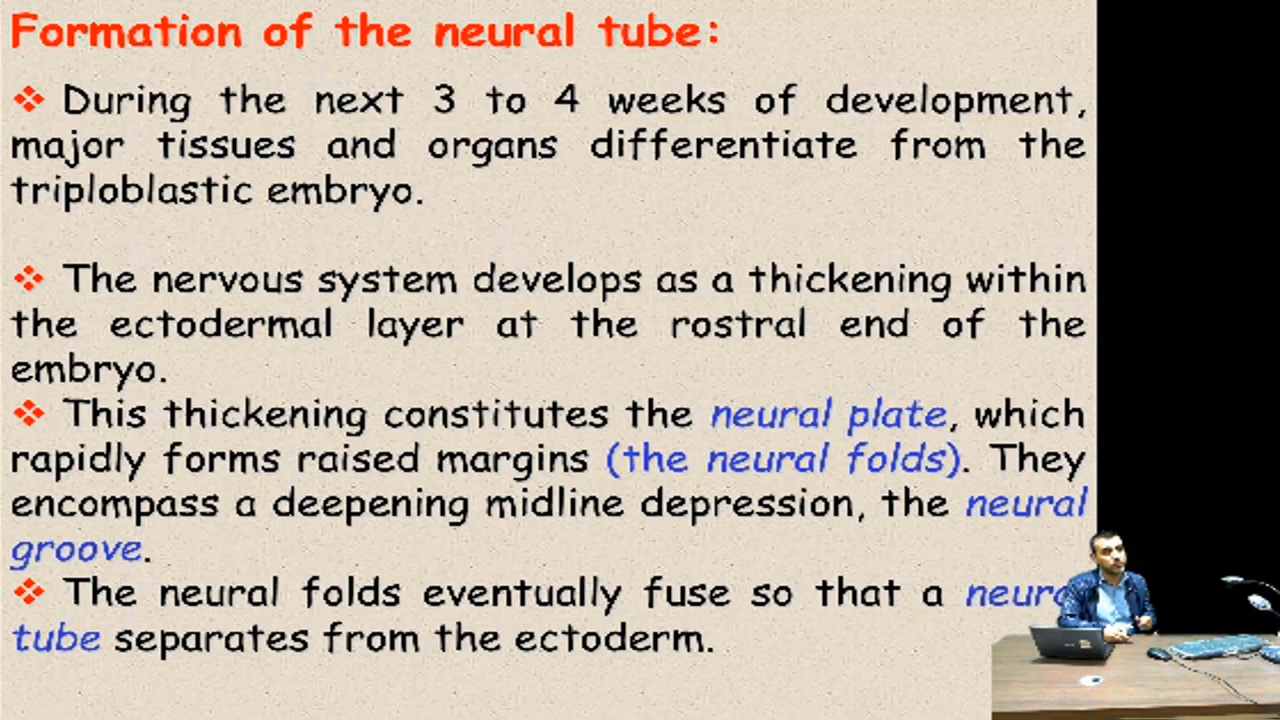 Formation of the neural tube:
❖ During the next 3 to 4 weeks of development,
major tissues and organs differentiate from the
triploblastic embryo.
❖ The nervous system develops as a thickening within
the ectodermal layer at the rostral end of the
embryo.
❖ This thickening constitutes the neural plate, which
rapidly forms raised margins (the neural folds). They
encompass a deepening midline depression, the neural
groove.
❖ The neural folds eventually fuse so that a
tube separates from the ectoderm.